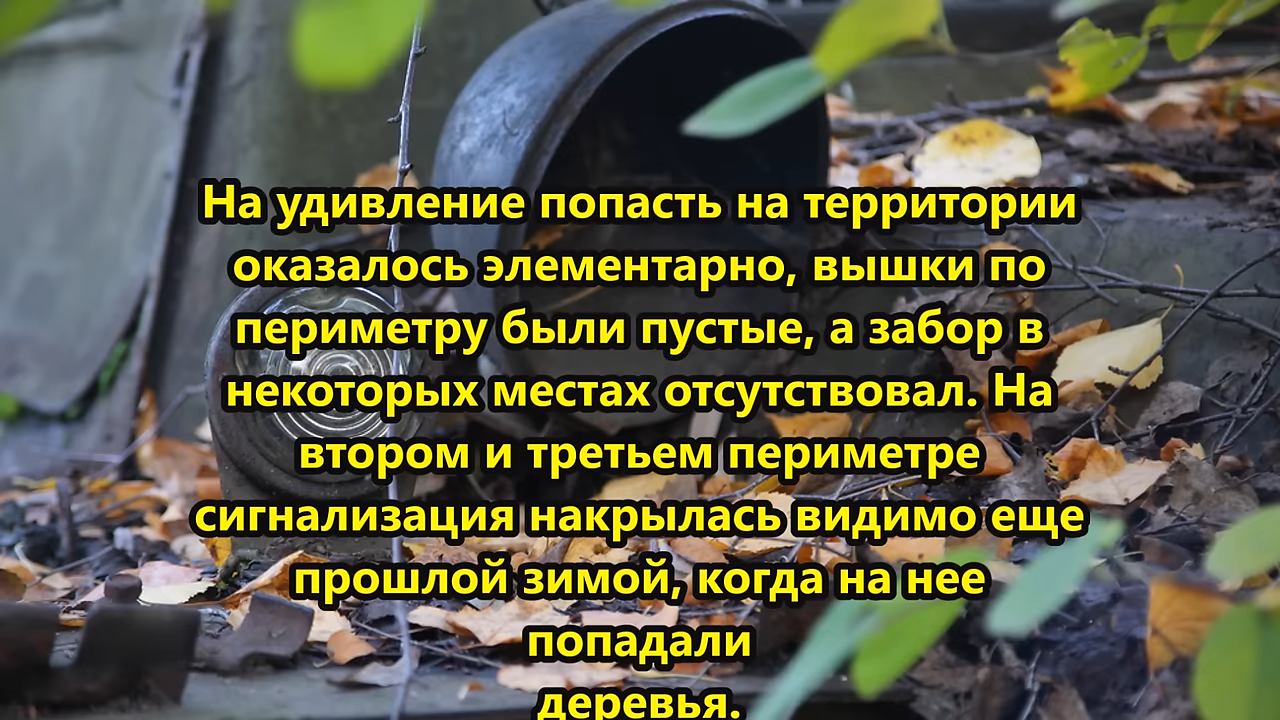 На удивление попасть на территории
оказалось элементарно, вышки по
периметру были пустые, а забор в
некоторых местах отсутствовал. На
втором и третьем периметре
сигнализация накрылась видимо еще
прошлой зимой, когда на нее
попадали
деревья.